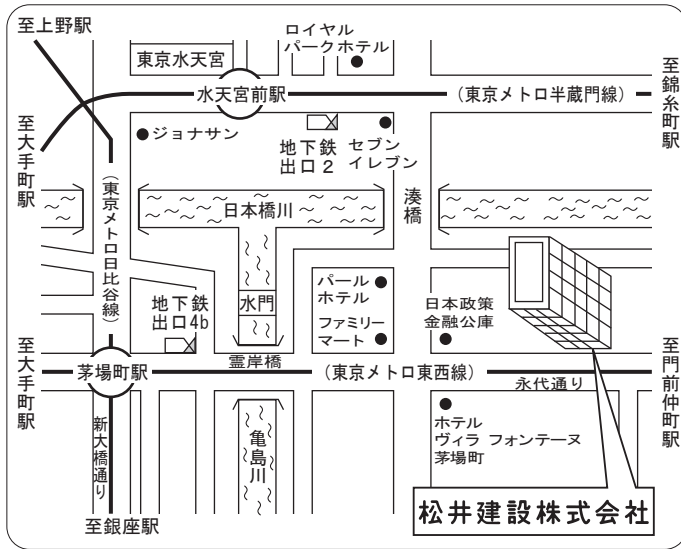 至上野駅
ロイヤル
パークホテル
東京水天宮
至錦糸町駅
水天宮前駅
(東京メトロ半蔵門線)
至大手町駅
ジョナサン
地下鉄
出口2
セブン
イレブン
湊橋
(東京メトロ日比谷線)
日本橋川
パール
ホテル
水門
地下鉄
出口4b
ファミリー
マート
日本政策
金融公庫
霊岸橋
至大手町駅
茅場町駅
(東京メトロ東西線)
永代通り
至門前仲町駅
新大橋通り
亀島川
ホテル
ヴィラ フォンテーヌ
茅場町
至銀座駅
松井建設株式会社